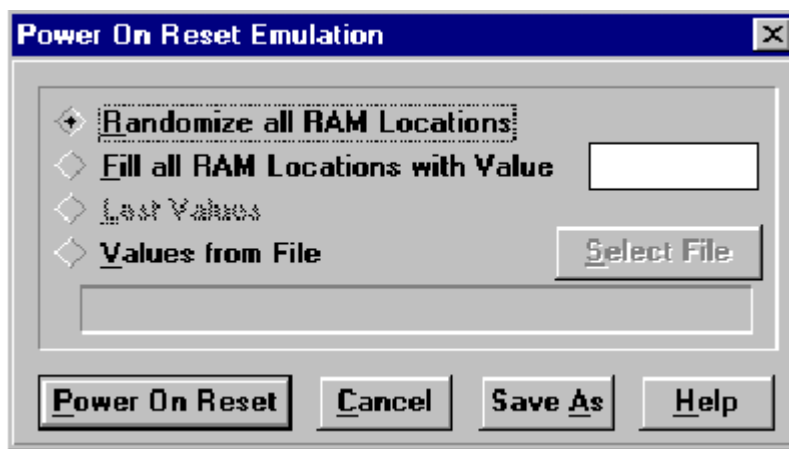 Power On Reset Emulation
Randomize all RAM Locations
Fill all RAM Locations with Value
Last Values
Values from File
Select File
Power On Reset
Cancel
Save As
Help